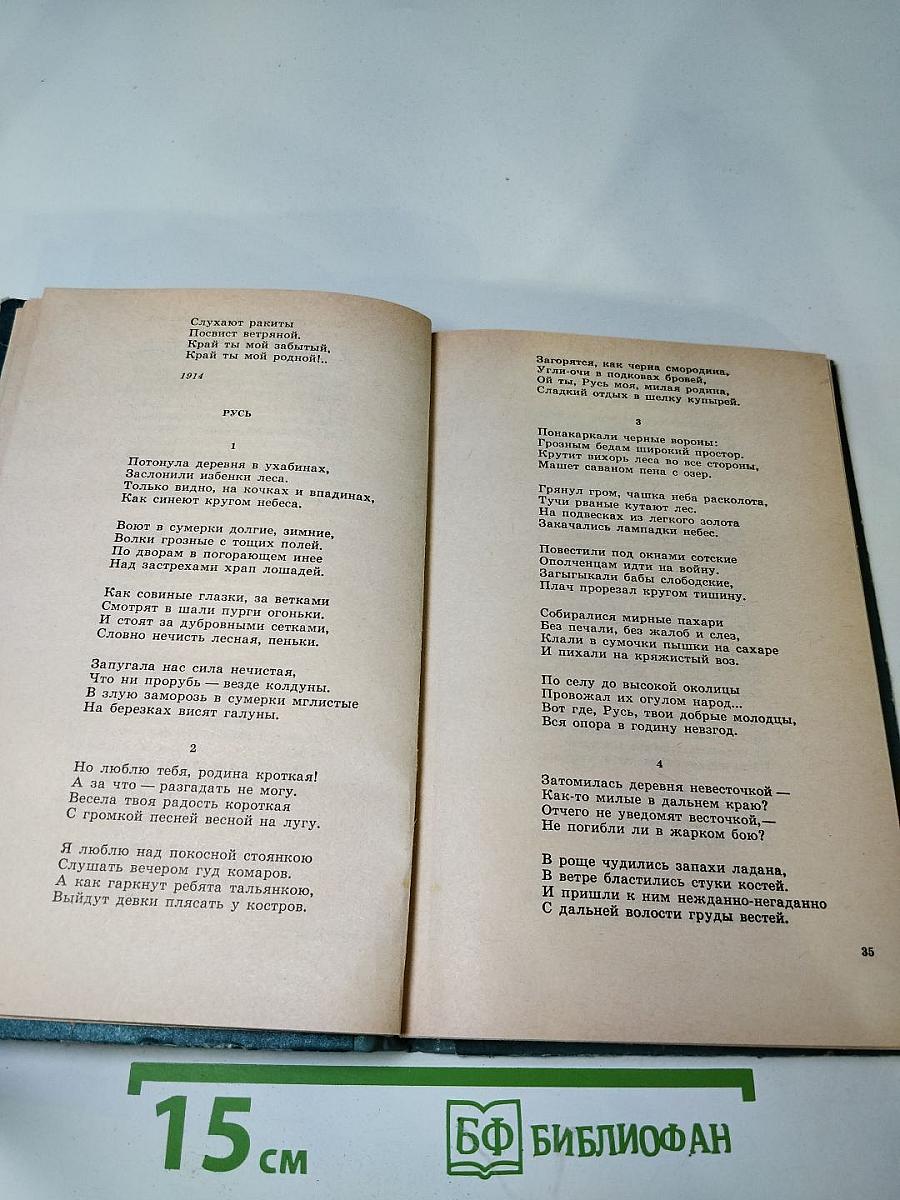 Слухают ракиты
Посвист ветряной.
Край ты мой забытый,
Край ты мой родной!..
1914
РУСЬ
1
Потонула деревня в ухабинах,
Заслонили избенки леса.
Только видно, на кочках и впадинах,
Как синеют кругом небеса.
Воют в сумерки долгие, зимние,
Волки грозные с тощих полей.
По дворам в погорающем инее
Над застрехами храп лошадей.
Как совиные глазки, за ветками
Смотрят в шали пурги огоньки.
И стоят за дубровными сетками,
Словно нечисть лесная, пеньки.
Запугала нас сила нечистая,
Что ни прорубь — везде колдуны.
В злую заморозь в сумерки мглистые
На березках висят галуны.
2
Но люблю тебя, родина кроткая!
А за что — разгадать не могу.
Весела твоя радость короткая
С громкой песней весной на лугу.
Я люблю над покосной стоянкою
Слушать вечером гуд комаров.
А как гаркнут ребята тальянкою,
Выйдут девки плясать у костров.
Загорятся, как черна смородина,
Угли-очи в подковах бровей,
Ой ты, Русь моя, милая родина,
Сладкий отдых в шелку купырей.
3
Понакаркали черные вороны:
Грозным бедам широкий простор.
Крутит вихорь леса во все стороны,
Машет саваном пена с озер.
Грянул гром, чашка неба расколота,
Тучи рваные кутают лес.
На подвесках из легкого золота
Закачались лампадки небес.
Повестили под окнами сотские
Ополченцам идти на войну.
Загыгыкали бабы слободские,
Плач прорезал кругом тишину.
Собиралися мирные пахари
Без печали, без жалоб и слез,
Клали в сумочки пышки на сахаре
И пихали на кряжистый воз.
По селу до высокой околицы
Провожал их огулом народ...
Вот где, Русь, твои добрые молодцы,
Вся опора в годину невзгод.
4
Затомилась деревня невесточкой —
Как-то милые в дальнем краю?
Отчего не уведомят весточкой,—
Не погибли ли в жарком бою?
В роще чудились запахи ладана,
В ветре бластились стуки костей.
И пришли к ним нежданно-негаданно
С дальней волости груды вестей.
35
15 см
БФ БИБЛИОФАН